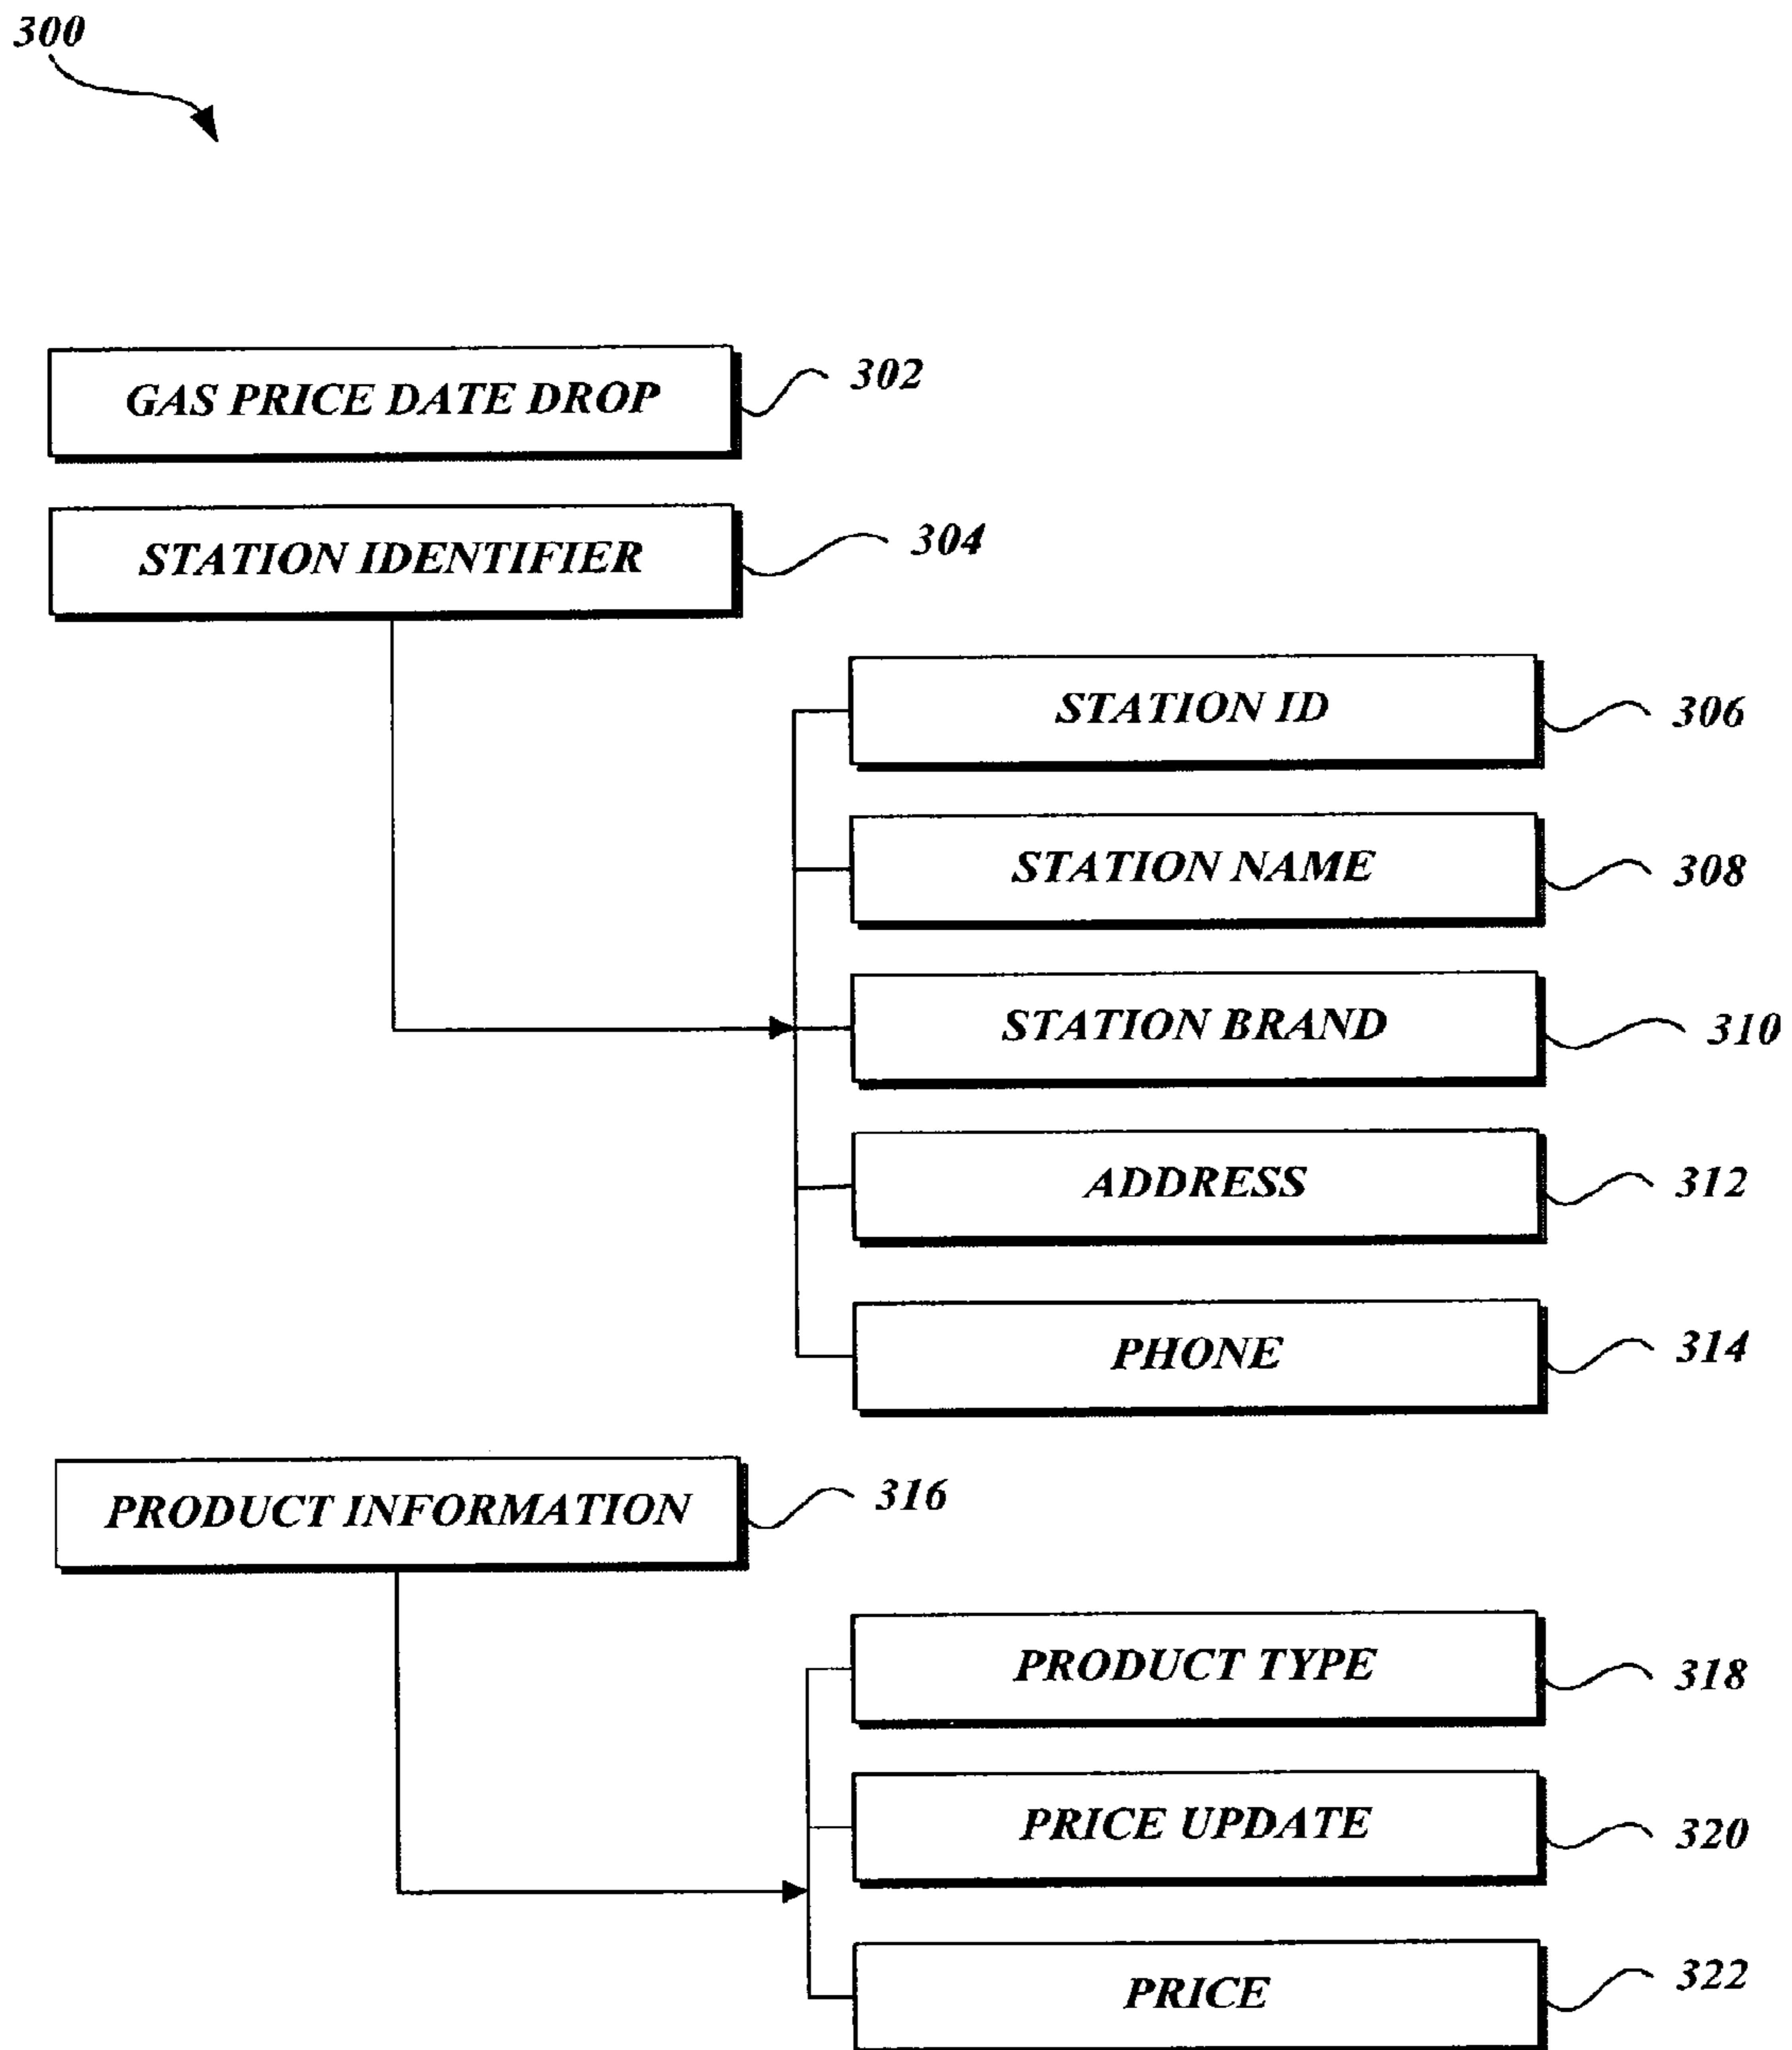 300
GAS PRICE DATE DROP
302
STATION IDENTIFIER
304
STATION ID
306
STATION NAME
308
STATION BRAND
310
ADDRESS
312
PHONE
314
PRODUCT INFORMATION
316
PRODUCT TYPE
318
PRICE UPDATE
320
PRICE
322